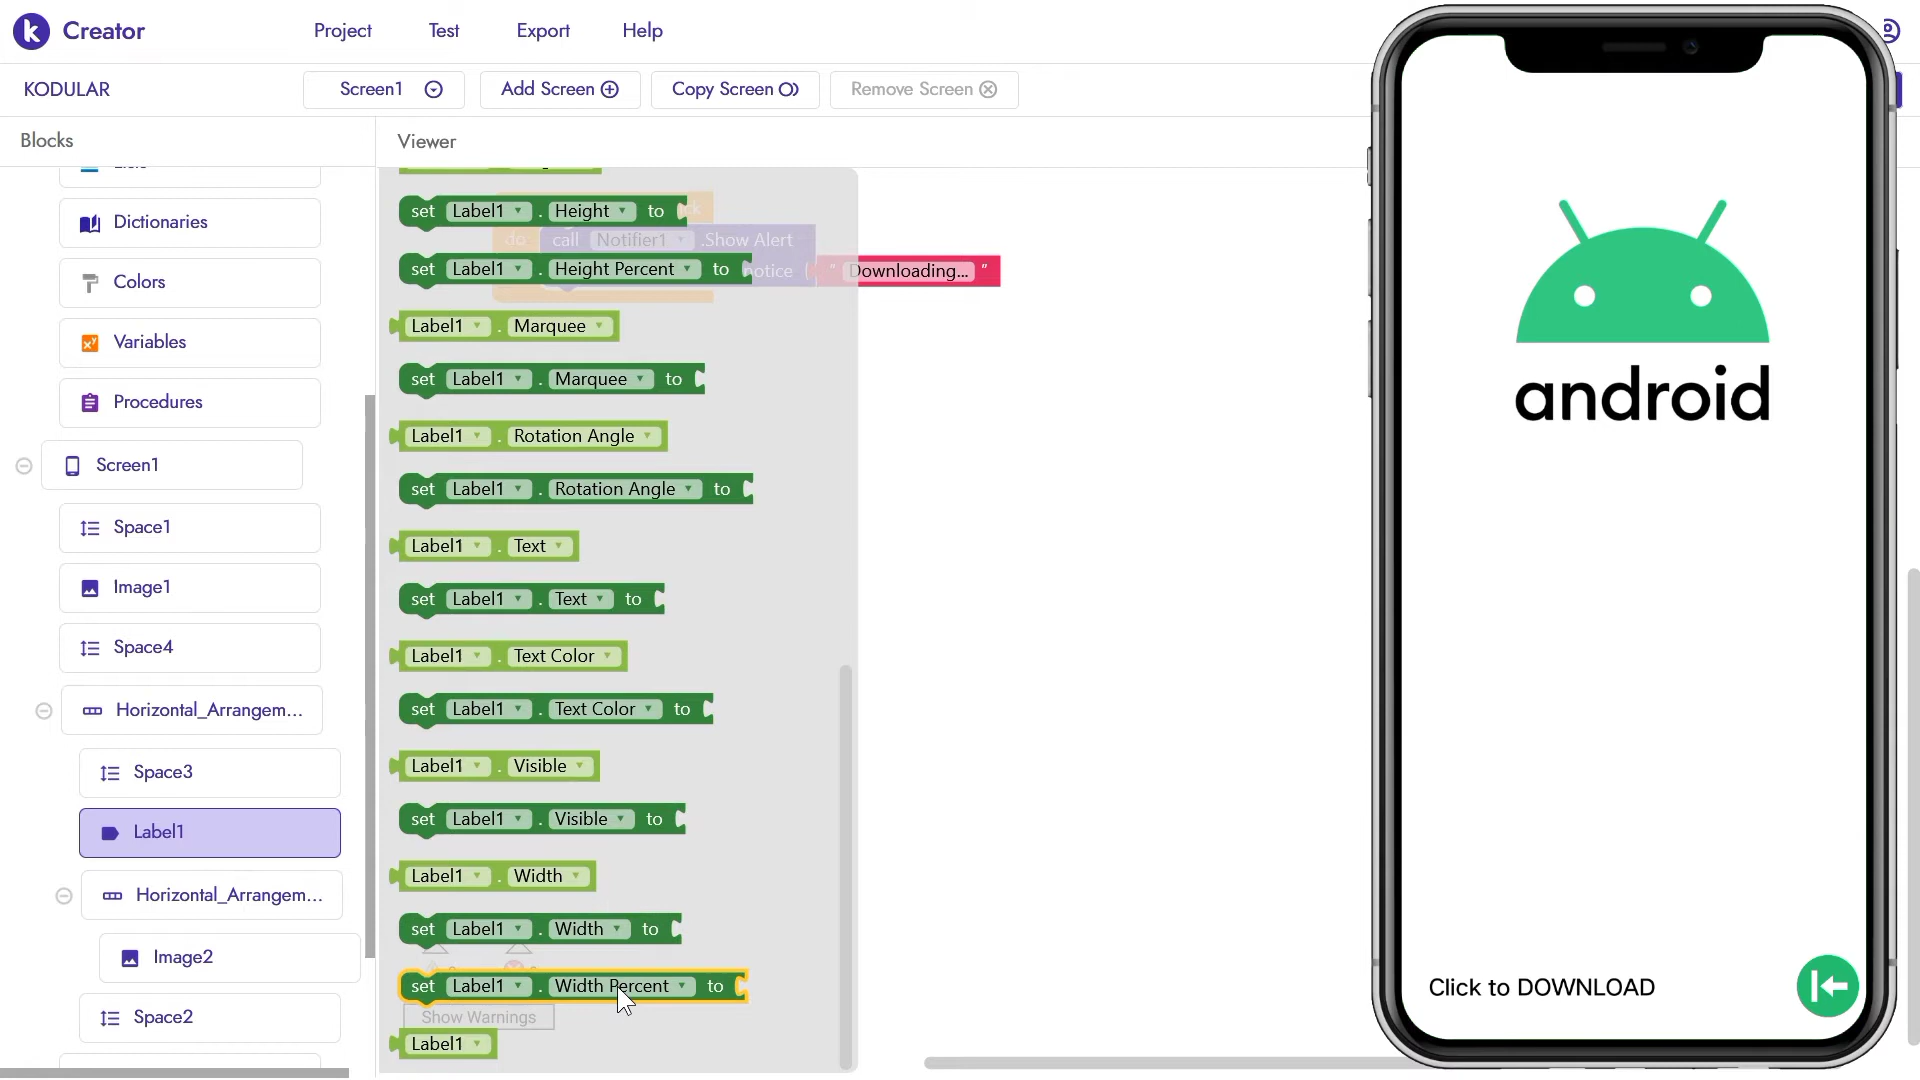 Creator
Project
Test
Export
Help
KODULAR
Screen1
Add Screen
Copy Screen
Remove Screen
Blocks
Viewer
Dictionaries
Colors
Variables
Procedures
Screen1
Space1
Image1
Space4
Horizontal_Arrangem...
Space3
Label1
Horizontal_Arrangem...
Image2
Space2
set Label1 . Height to
do call Notifier1 .Show Alert
set Label1 . Height Percent to
notice " Downloading... "
Label1 . Marquee
set Label1 . Marquee to
Label1 . Rotation Angle
set Label1 . Rotation Angle to
Label1 . Text
set Label1 . Text to
Label1 . Text Color
set Label1 . Text Color to
Label1 . Visible
set Label1 . Visible to
Label1 . Width
set Label1 . Width to
set Label1 . Width Percent to
Show Warnings
Label1
android
Click to DOWNLOAD